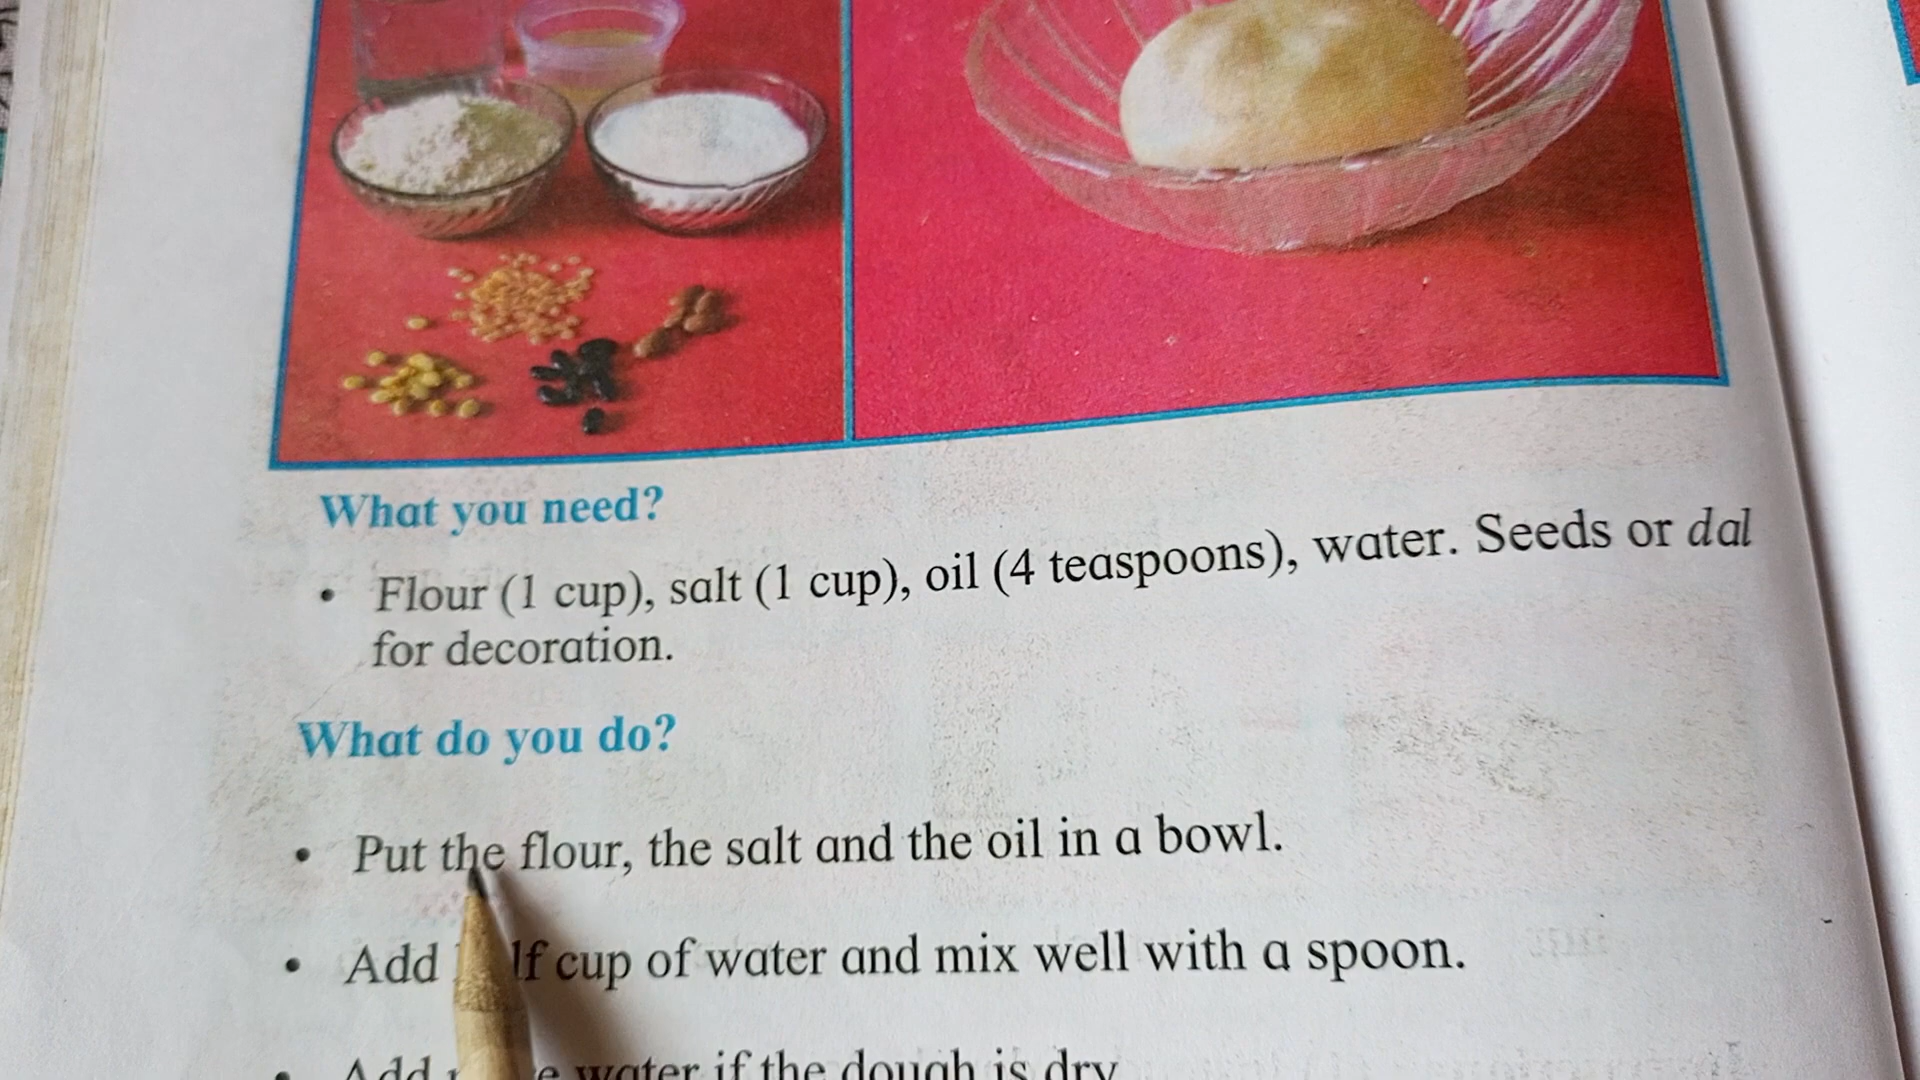 What you need?
• Flour (1 cup), salt (1 cup), oil (4 teaspoons), water. Seeds or dal
for decoration.
What do you do?
• Put the flour, the salt and the oil in a bowl.
• Add cup of water and mix well with a spoon.
• Add water if the dough is dry